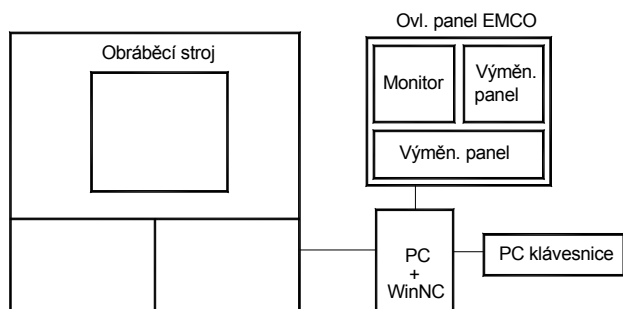 Ovl. panel EMCO
Obráběcí stroj
Monitor
Výměn.
panel
Výměn. panel
PC
+
WinNC
PC klávesnice